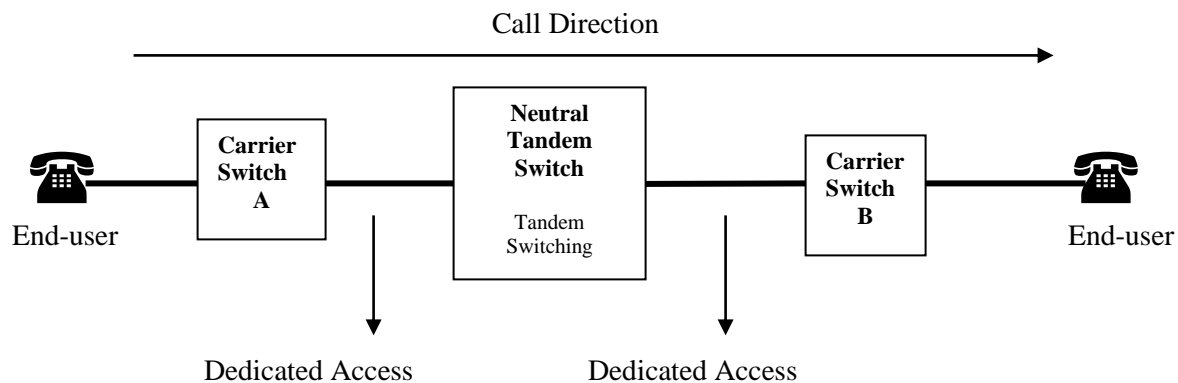 Call Direction
Neutral
Tandem
Switch
Tandem
Switching
Carrier
Switch
A
Carrier
Switch
B
End-user
End-user
Dedicated Access
Dedicated Access